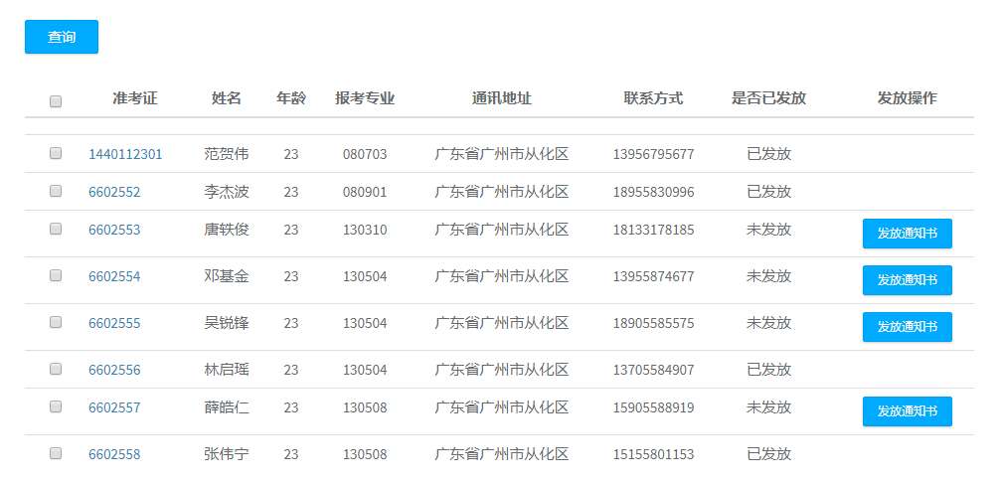 查询
准考证 姓名 年龄 报考专业 通讯地址 联系方式 是否已发放 发放操作
1440112301 范贺伟 23 080703 广东省广州市从化区 13956795677 已发放
6602552 李杰波 23 080901 广东省广州市从化区 18955830996 已发放
6602553 唐轶俊 23 130310 广东省广州市从化区 18133178185 未发放 发放通知书
6602554 邓基金 23 130504 广东省广州市从化区 13955874677 未发放 发放通知书
6602555 吴锐锋 23 130504 广东省广州市从化区 18905585575 未发放 发放通知书
6602556 林启瑶 23 130504 广东省广州市从化区 13705584907 已发放
6602557 薛皓仁 23 130508 广东省广州市从化区 15905588919 未发放 发放通知书
6602558 张伟宁 23 130508 广东省广州市从化区 15155801153 已发放